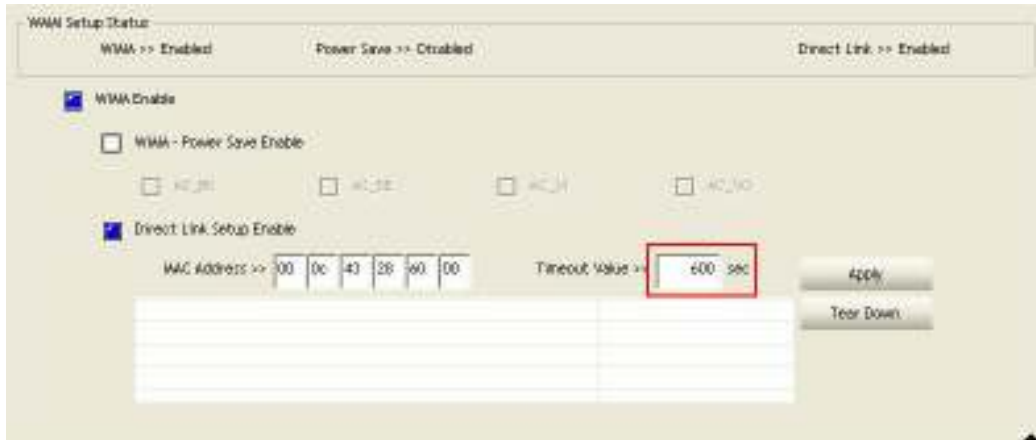 WMM Setup Status
WMM >> Enabled Power Save >> Disabled Direct Link >> Enabled
WMM Enable
WMM - Power Save Enable
AC_BK AC_BE AC_VI AC_VO
Direct Link Setup Enable
MAC Address >> 00 0c 43 28 60 00 Timeout Value >> 600 sec
Apply
Tear Down